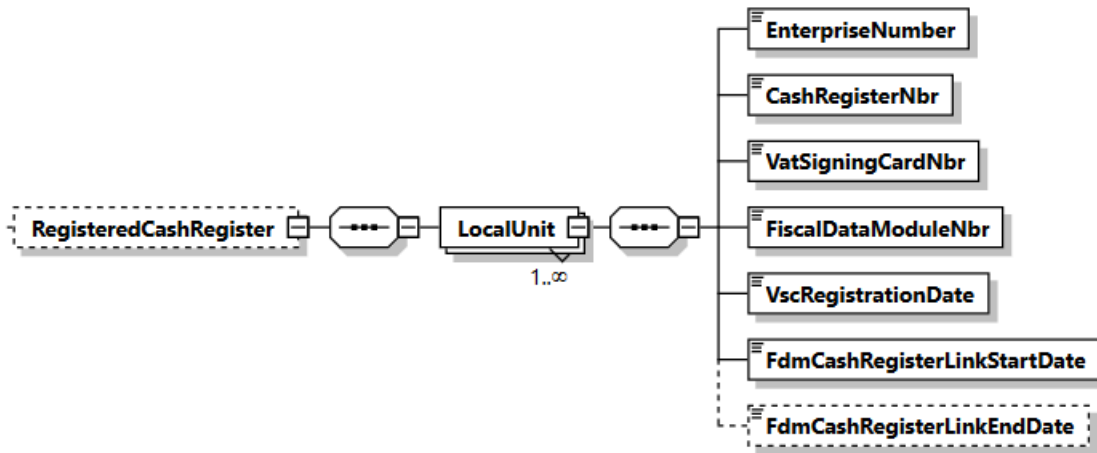 EnterpriseNumber
CashRegisterNbr
VatSigningCardNbr
RegisteredCashRegister
LocalUnit
1..∞
FiscalDataModuleNbr
VscRegistrationDate
FdmCashRegisterLinkStartDate
FdmCashRegisterLinkEndDate